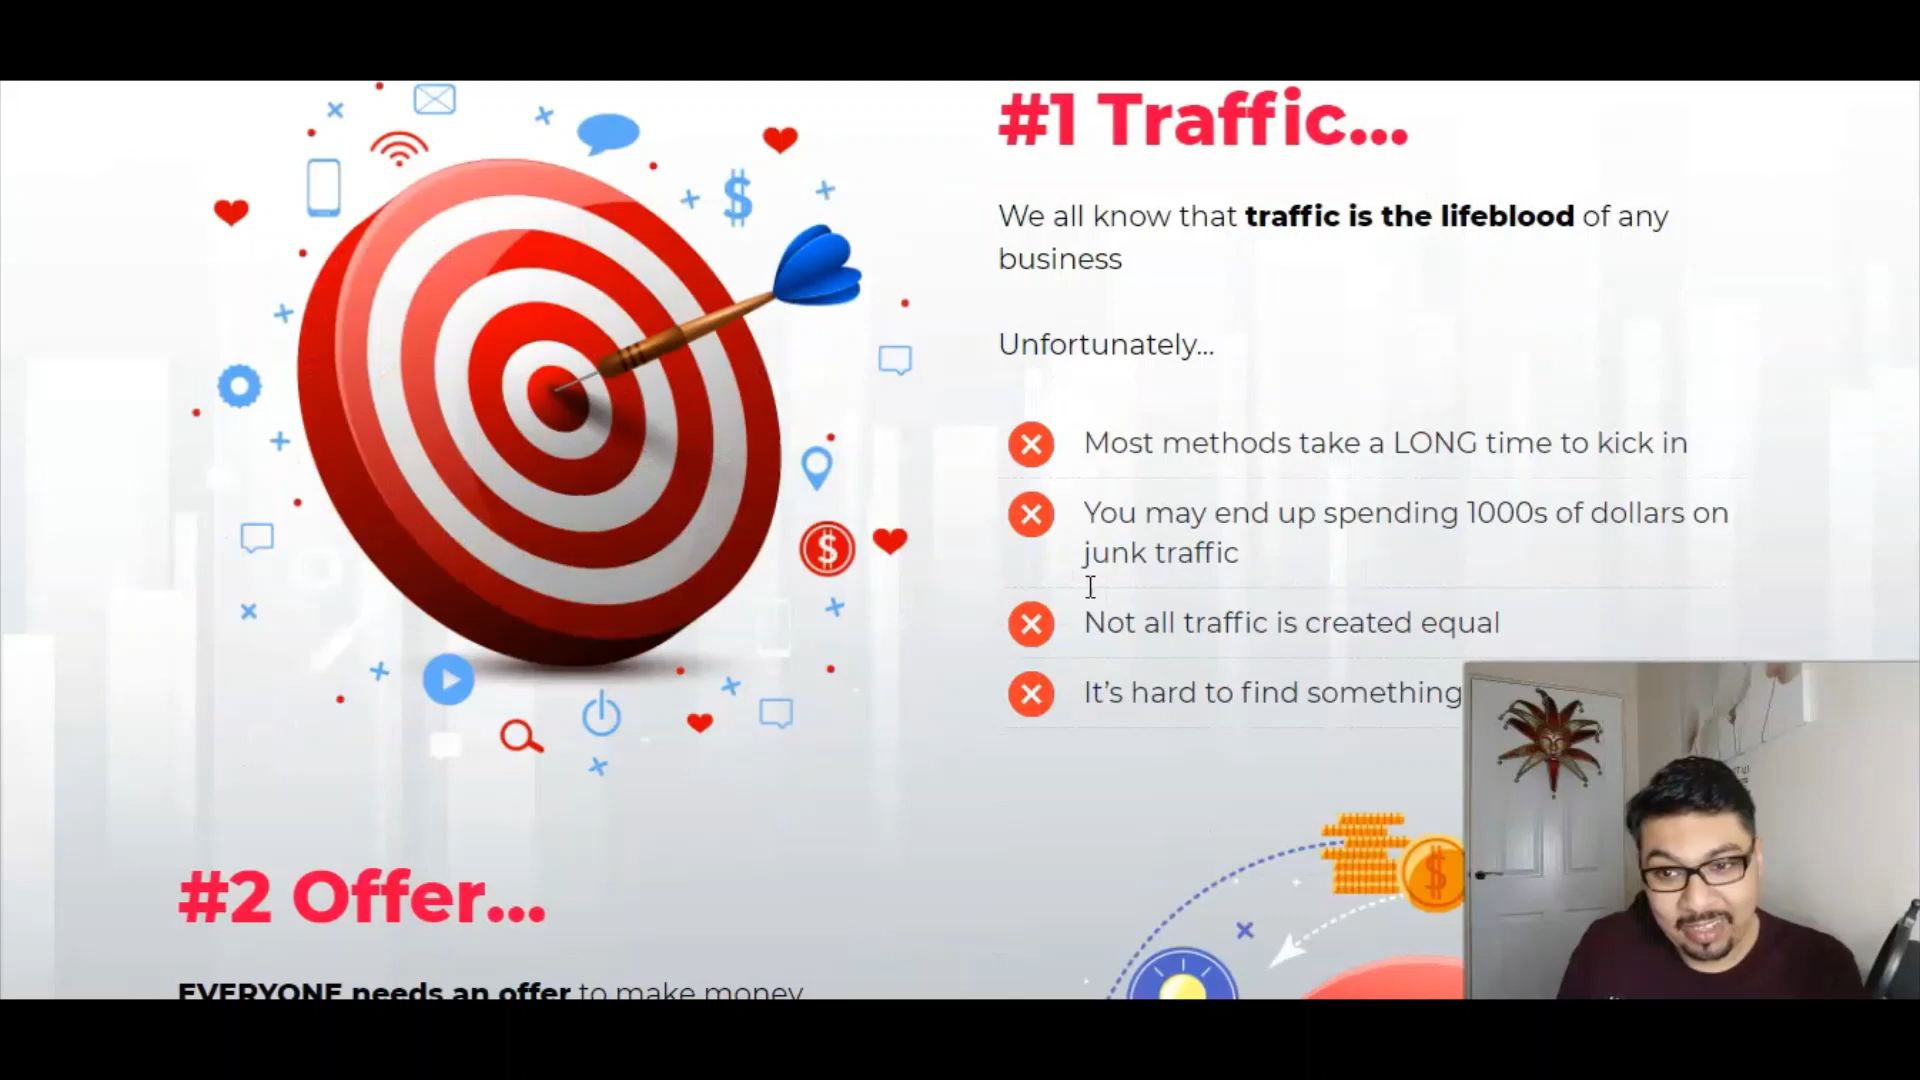 #1 Traffic...
We all know that traffic is the lifeblood of any
business
Unfortunately...
Most methods take a LONG time to kick in
You may end up spending 1000s of dollars on
junk traffic
Not all traffic is created equal
It’s hard to find something
#2 Offer...
EVERYONE needs an offer to make money